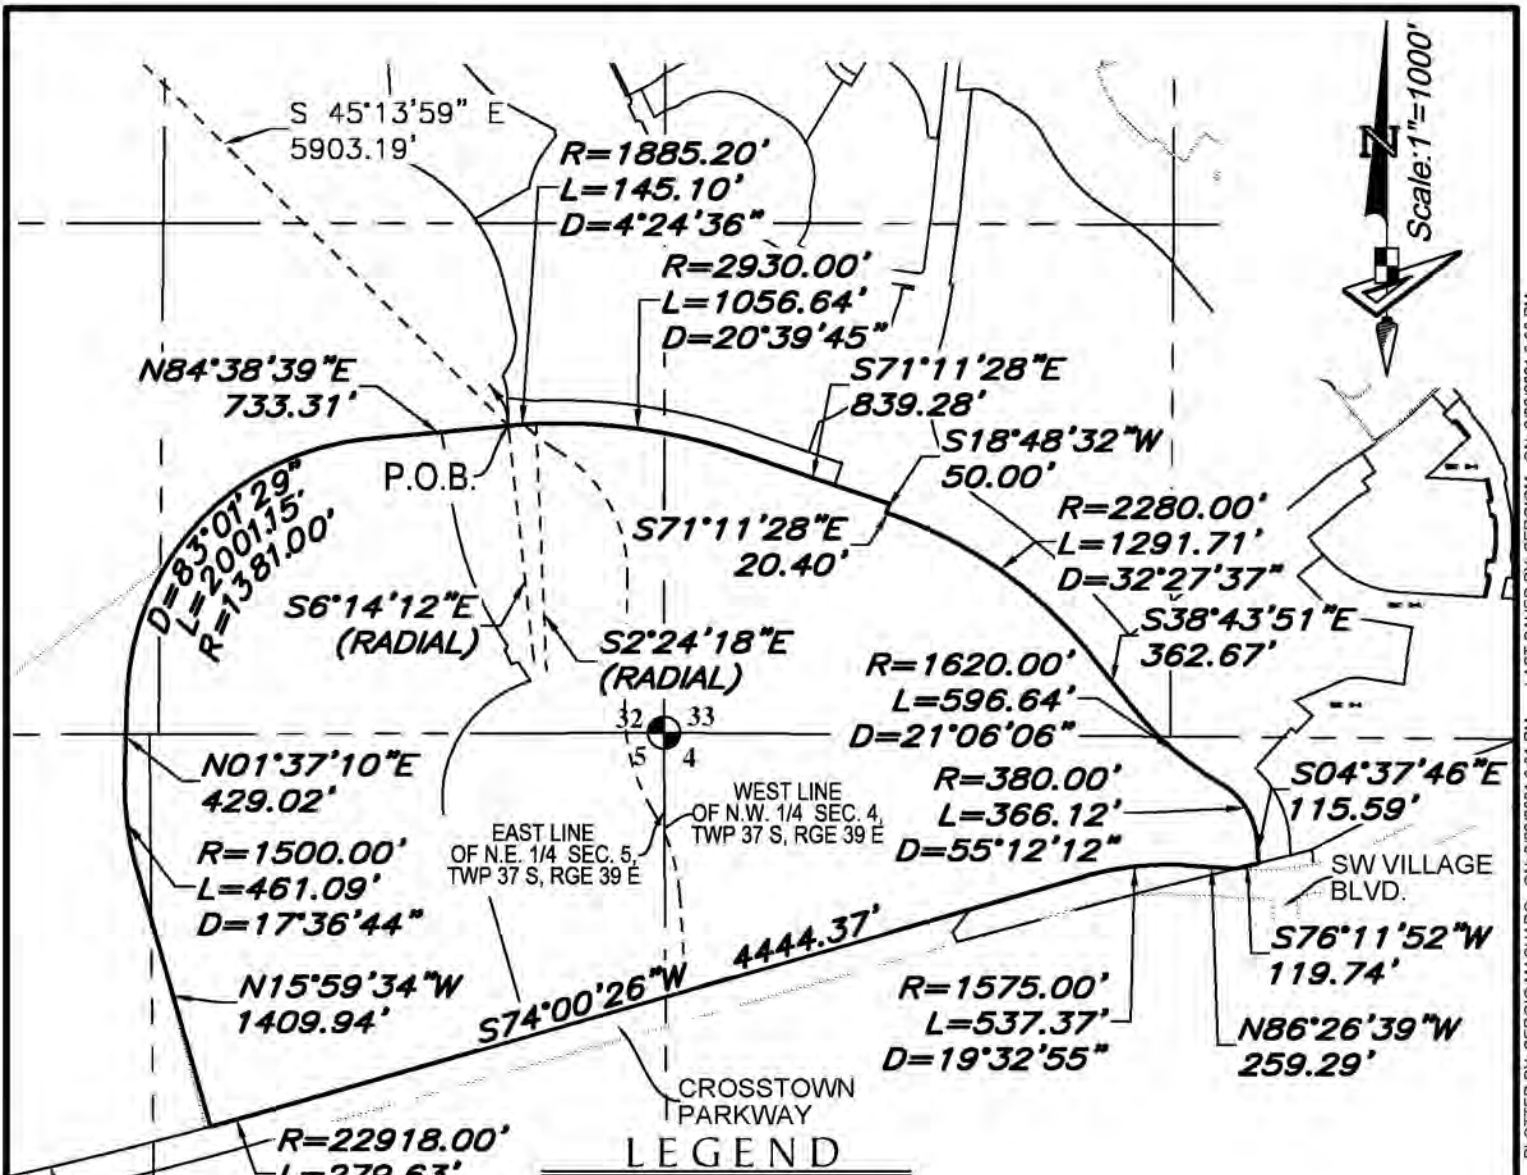 S 45°13'59" E
5903.19'
R=1885.20'
L=145.10'
D=4°24'36"
R=2930.00'
L=1056.64'
D=20°39'45"
N
Scale:1"=1000'
N84°38'39"E
733.31'
S71°11'28"E
839.28'
S18°48'32"W
50.00'
P.O.B.
D=83°01'29"
L=2001.15'
R=1381.00'
S71°11'28"E
20.40'
R=2280.00'
L=1291.71'
D=32°27'37"
S6°14'12"E
(RADIAL)
S2°24'18"E
(RADIAL)
S38°43'51"E
362.67'
R=1620.00'
L=596.64'
D=21°06'06"
32 33
5 4
N01°37'10"E
429.02'
WEST LINE
OF N.W. 1/4 SEC. 4,
TWP 37 S, RGE 39 E
R=380.00'
L=366.12'
D=55°12'12"
S04°37'46"E
115.59'
EAST LINE
OF N.E. 1/4 SEC. 5,
TWP 37 S, RGE 39 E
R=1500.00'
L=461.09'
D=17°36'44"
SW VILLAGE
BLVD.
S74°00'26"W 4444.37'
S76°11'52"W
119.74'
N15°59'34"W
1409.94'
R=1575.00'
L=537.37'
D=19°32'55"
N86°26'39"W
259.29'
CROSSTOWN
PARKWAY
R=22918.00'
L=279.63'
LEGEND